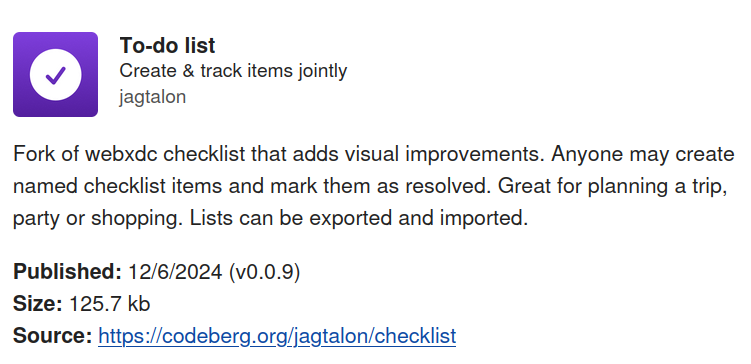 To-do list
Create & track items jointly
jagtalon
Fork of webxdc checklist that adds visual improvements. Anyone may create
named checklist items and mark them as resolved. Great for planning a trip,
party or shopping. Lists can be exported and imported.
Published: 12/6/2024 (v0.0.9)
Size: 125.7 kb
Source: https://codeberg.org/jagtalon/checklist